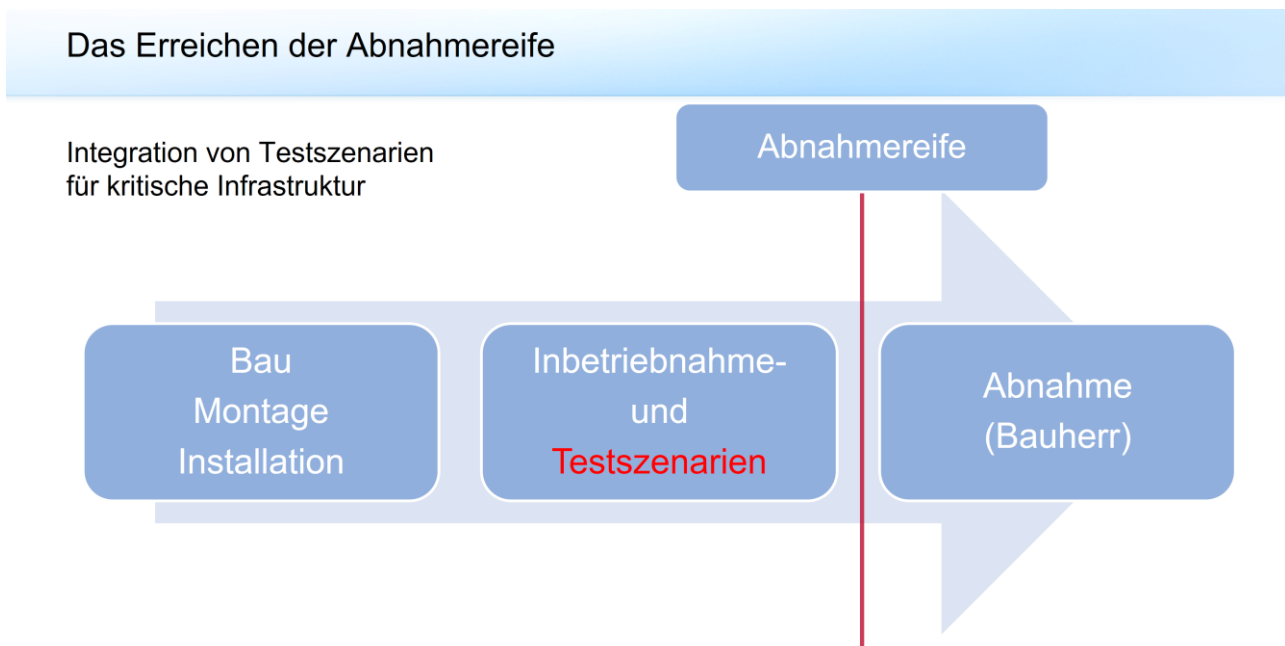 Das Erreichen der Abnahmereife
Integration von Testszenarien
für kritische Infrastruktur
Abnahmereife
Bau
Montage
Installation
Inbetriebnahme-
und
Testszenarien
Abnahme
(Bauherr)